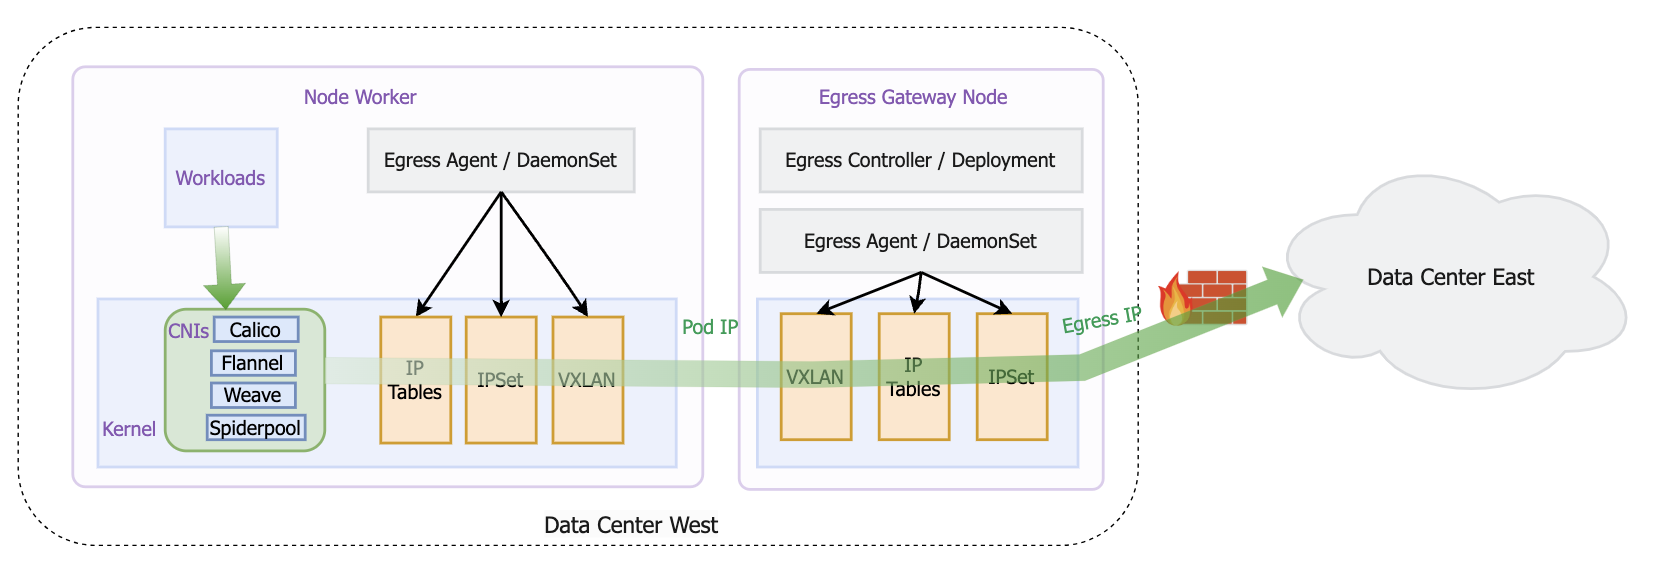 Node Worker
Workloads
Egress Agent / DaemonSet
CNIs
Calico
Flannel
Weave
Spiderpool
Kernel
IP
Tables
IPSet
VXLAN
Pod IP
Egress Gateway Node
Egress Controller / Deployment
Egress Agent / DaemonSet
VXLAN
IP
Tables
IPSet
Egress IP
Data Center East
Data Center West